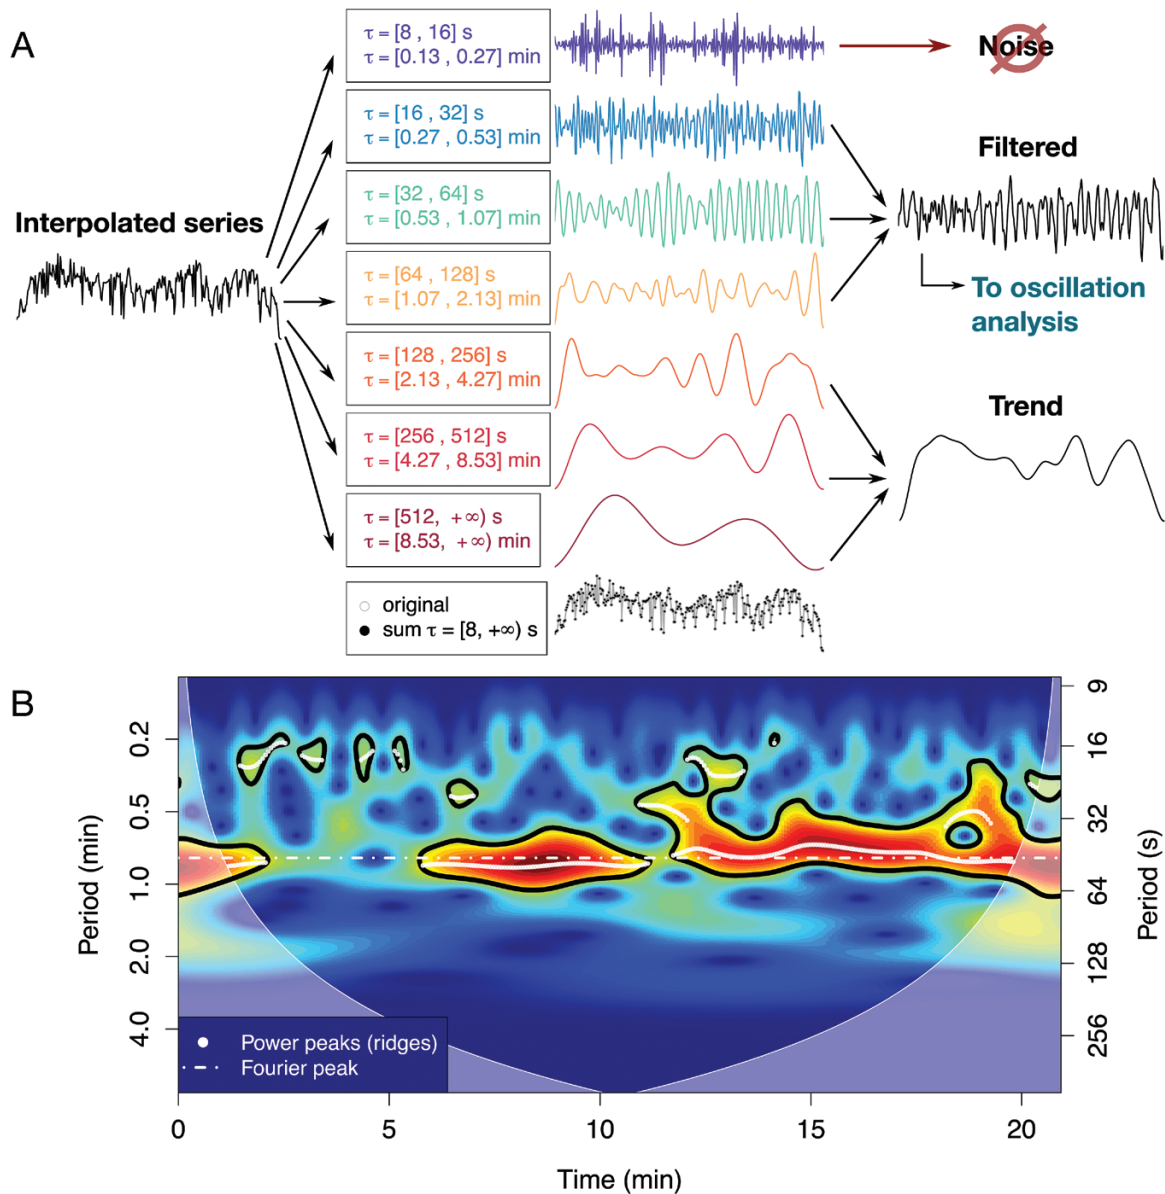 A
Interpolated series
τ = [8 , 16] s
τ = [0.13 , 0.27] min
τ = [16 , 32] s
τ = [0.27 , 0.53] min
τ = [32 , 64] s
τ = [0.53 , 1.07] min
τ = [64 , 128] s
τ = [1.07 , 2.13] min
τ = [128 , 256] s
τ = [2.13 , 4.27] min
τ = [256 , 512] s
τ = [4.27 , 8.53] min
τ = [512, +∞) s
τ = [8.53, +∞) min
original
sum τ = [8, +∞) s
Noise
Filtered
To oscillation
analysis
Trend
B
Period (min)
0.2
0.5
1.0
2.0
4.0
Power peaks (ridges)
Fourier peak
9
16
32
64
128
256
Period (s)
0
5
10
15
20
Time (min)